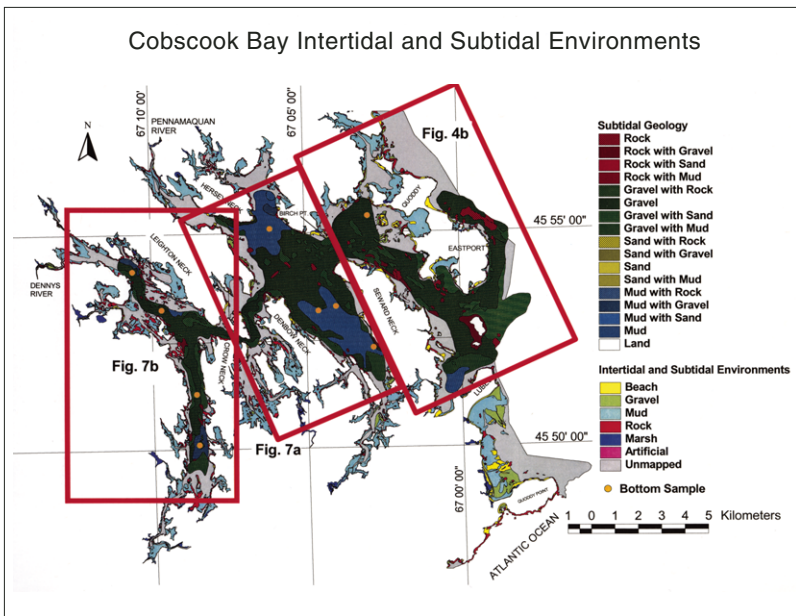 Cobscook Bay Intertidal and Subtidal Environments
67 10' 00"
67 05' 00"
PENNAMAQUAN
RIVER
N
Fig. 4b
HERSEY NECK
BIRCH PT
QUODDY
45 55' 00"
EASTPORT
LEIGHTON NECK
DENNYS
RIVER
SEWARD NECK
DENBOW NECK
CROW NECK
Fig. 7b
Fig. 7a
45 50' 00"
67 00' 00"
QUODDY POINT
ATLANTIC OCEAN
Subtidal Geology
Rock
Rock with Gravel
Rock with Sand
Rock with Mud
Gravel with Rock
Gravel
Gravel with Sand
Gravel with Mud
Sand with Rock
Sand with Gravel
Sand
Sand with Mud
Mud with Rock
Mud with Gravel
Mud with Sand
Mud
Land
Intertidal and Subtidal Environments
Beach
Gravel
Mud
Rock
Marsh
Artificial
Unmapped
Bottom Sample
1 0 1 2 3 4 5 Kilometers